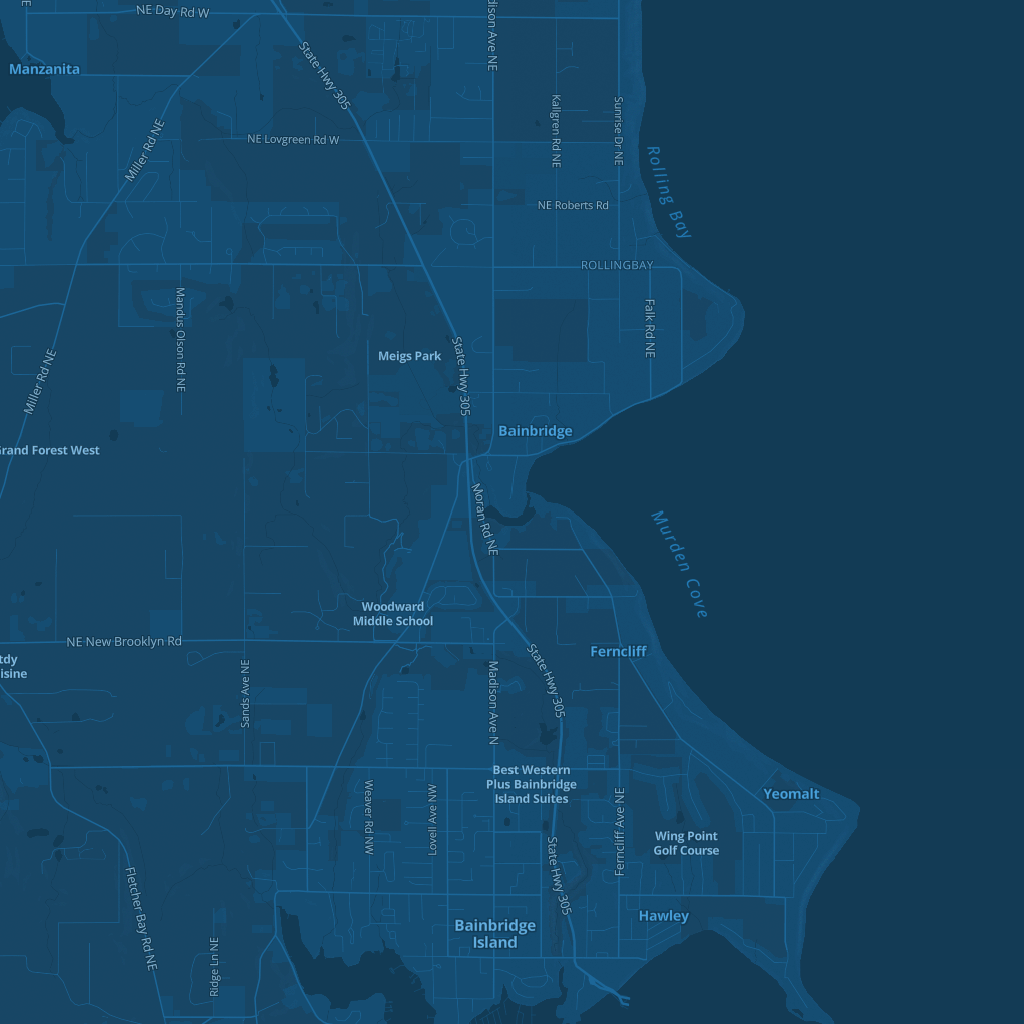 NE Day Rd W
Madison Ave NE
State Hwy 305
Manzanita
Kallgren Rd NE
Sunrise Dr NE
Miller Rd NE
NE Lovgreen Rd W
Rolling Bay
NE Roberts Rd
ROLLINGBAY
Mandus Olson Rd NE
Falk Rd NE
State Hwy 305
Meigs Park
Miller Rd NE
Bainbridge
Grand Forest West
Moran Rd NE
Murden Cove
Woodward
Middle School
NE New Brooklyn Rd
Ferncliff
Sands Ave NE
Madison Ave N
State Hwy 305
Best Western
Plus Bainbridge
Island Suites
Yeomalt
Weaver Rd NW
Lovell Ave NW
Ferncliff Ave NE
Wing Point
Golf Course
State Hwy 305
Fletcher Bay Rd NE
Hawley
Bainbridge
Island
Ridge Ln NE